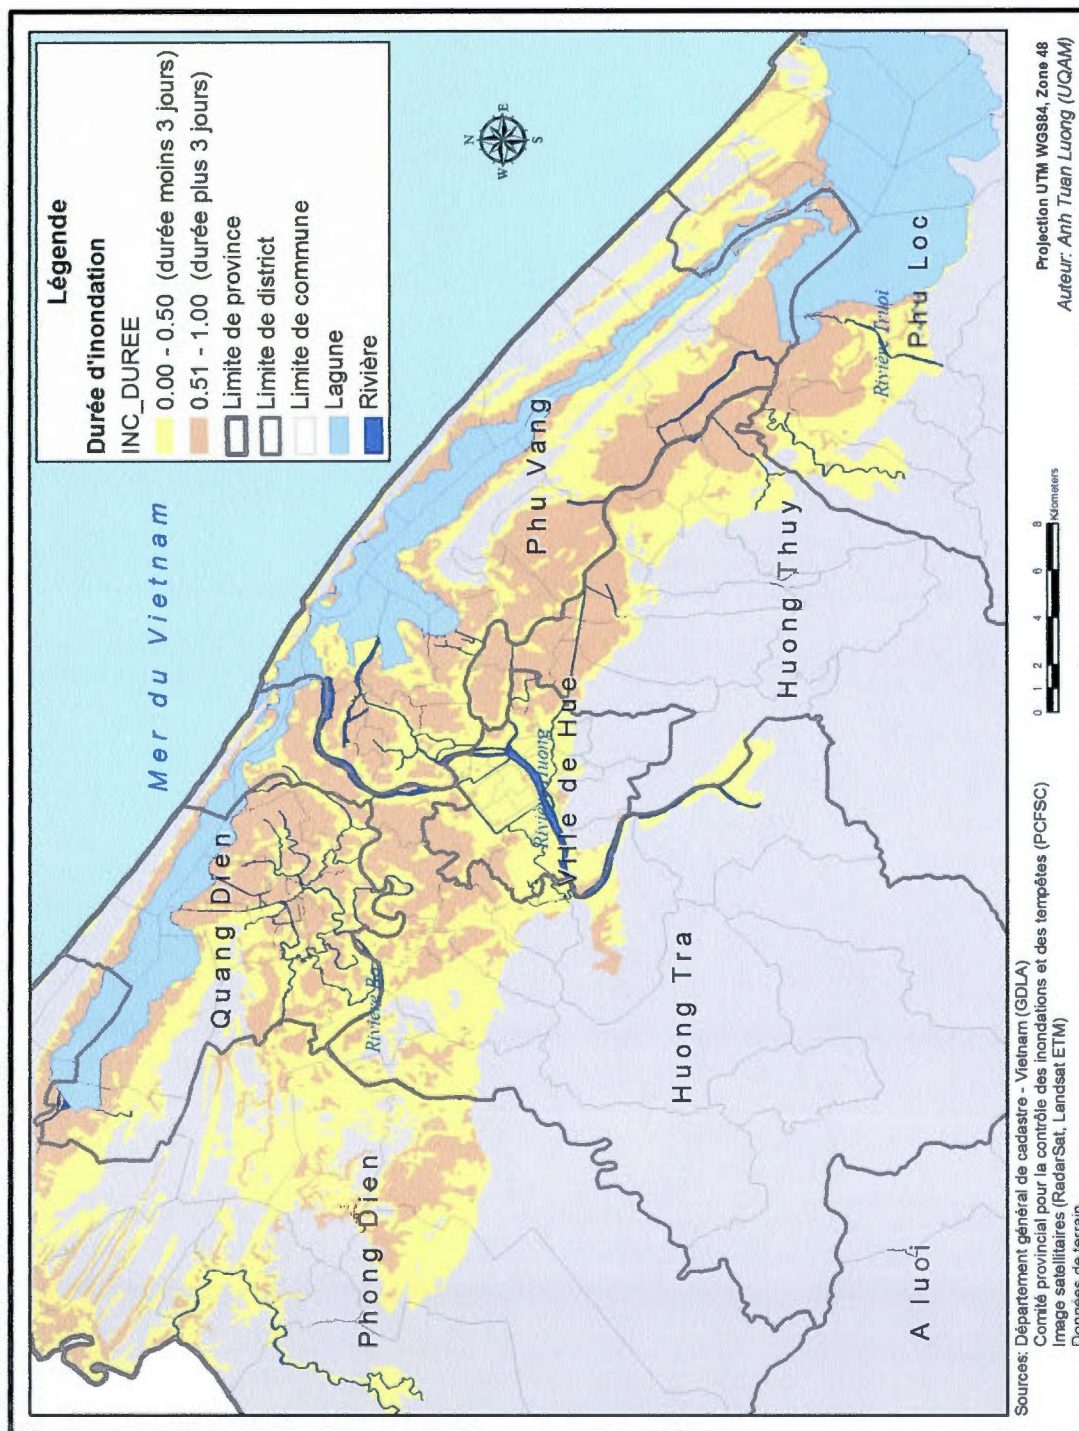 Légende
Durée d'inondation
INC_DUREE
0.00 - 0.50 (durée moins 3 jours)
0.51 - 1.00 (durée plus 3 jours)
Limite de province
Limite de district
Limite de commune
Lagune
Rivière
Mer du Vietnam
N
W E
S
Quang Dien
Phu Vang
Phong Dien
Rivière Bo
Rivière Huong
Ville de Hue
Rivière Truoi
Phu Loc
Huong Tra
Huong Thuy
A luoi
0 1 2 4 6 8
Kilometers
Sources: Département général de cadastre - Vietnam (GDLA)
Comité provincial pour la contrôle des inondations et des tempêtes (PCFSC)
Image satellitaires (RadarSat, Landsat ETM)
Données de terrain
Projection UTM WGS84, Zone 48
Auteur: Anh Tuan Luong (UQAM)